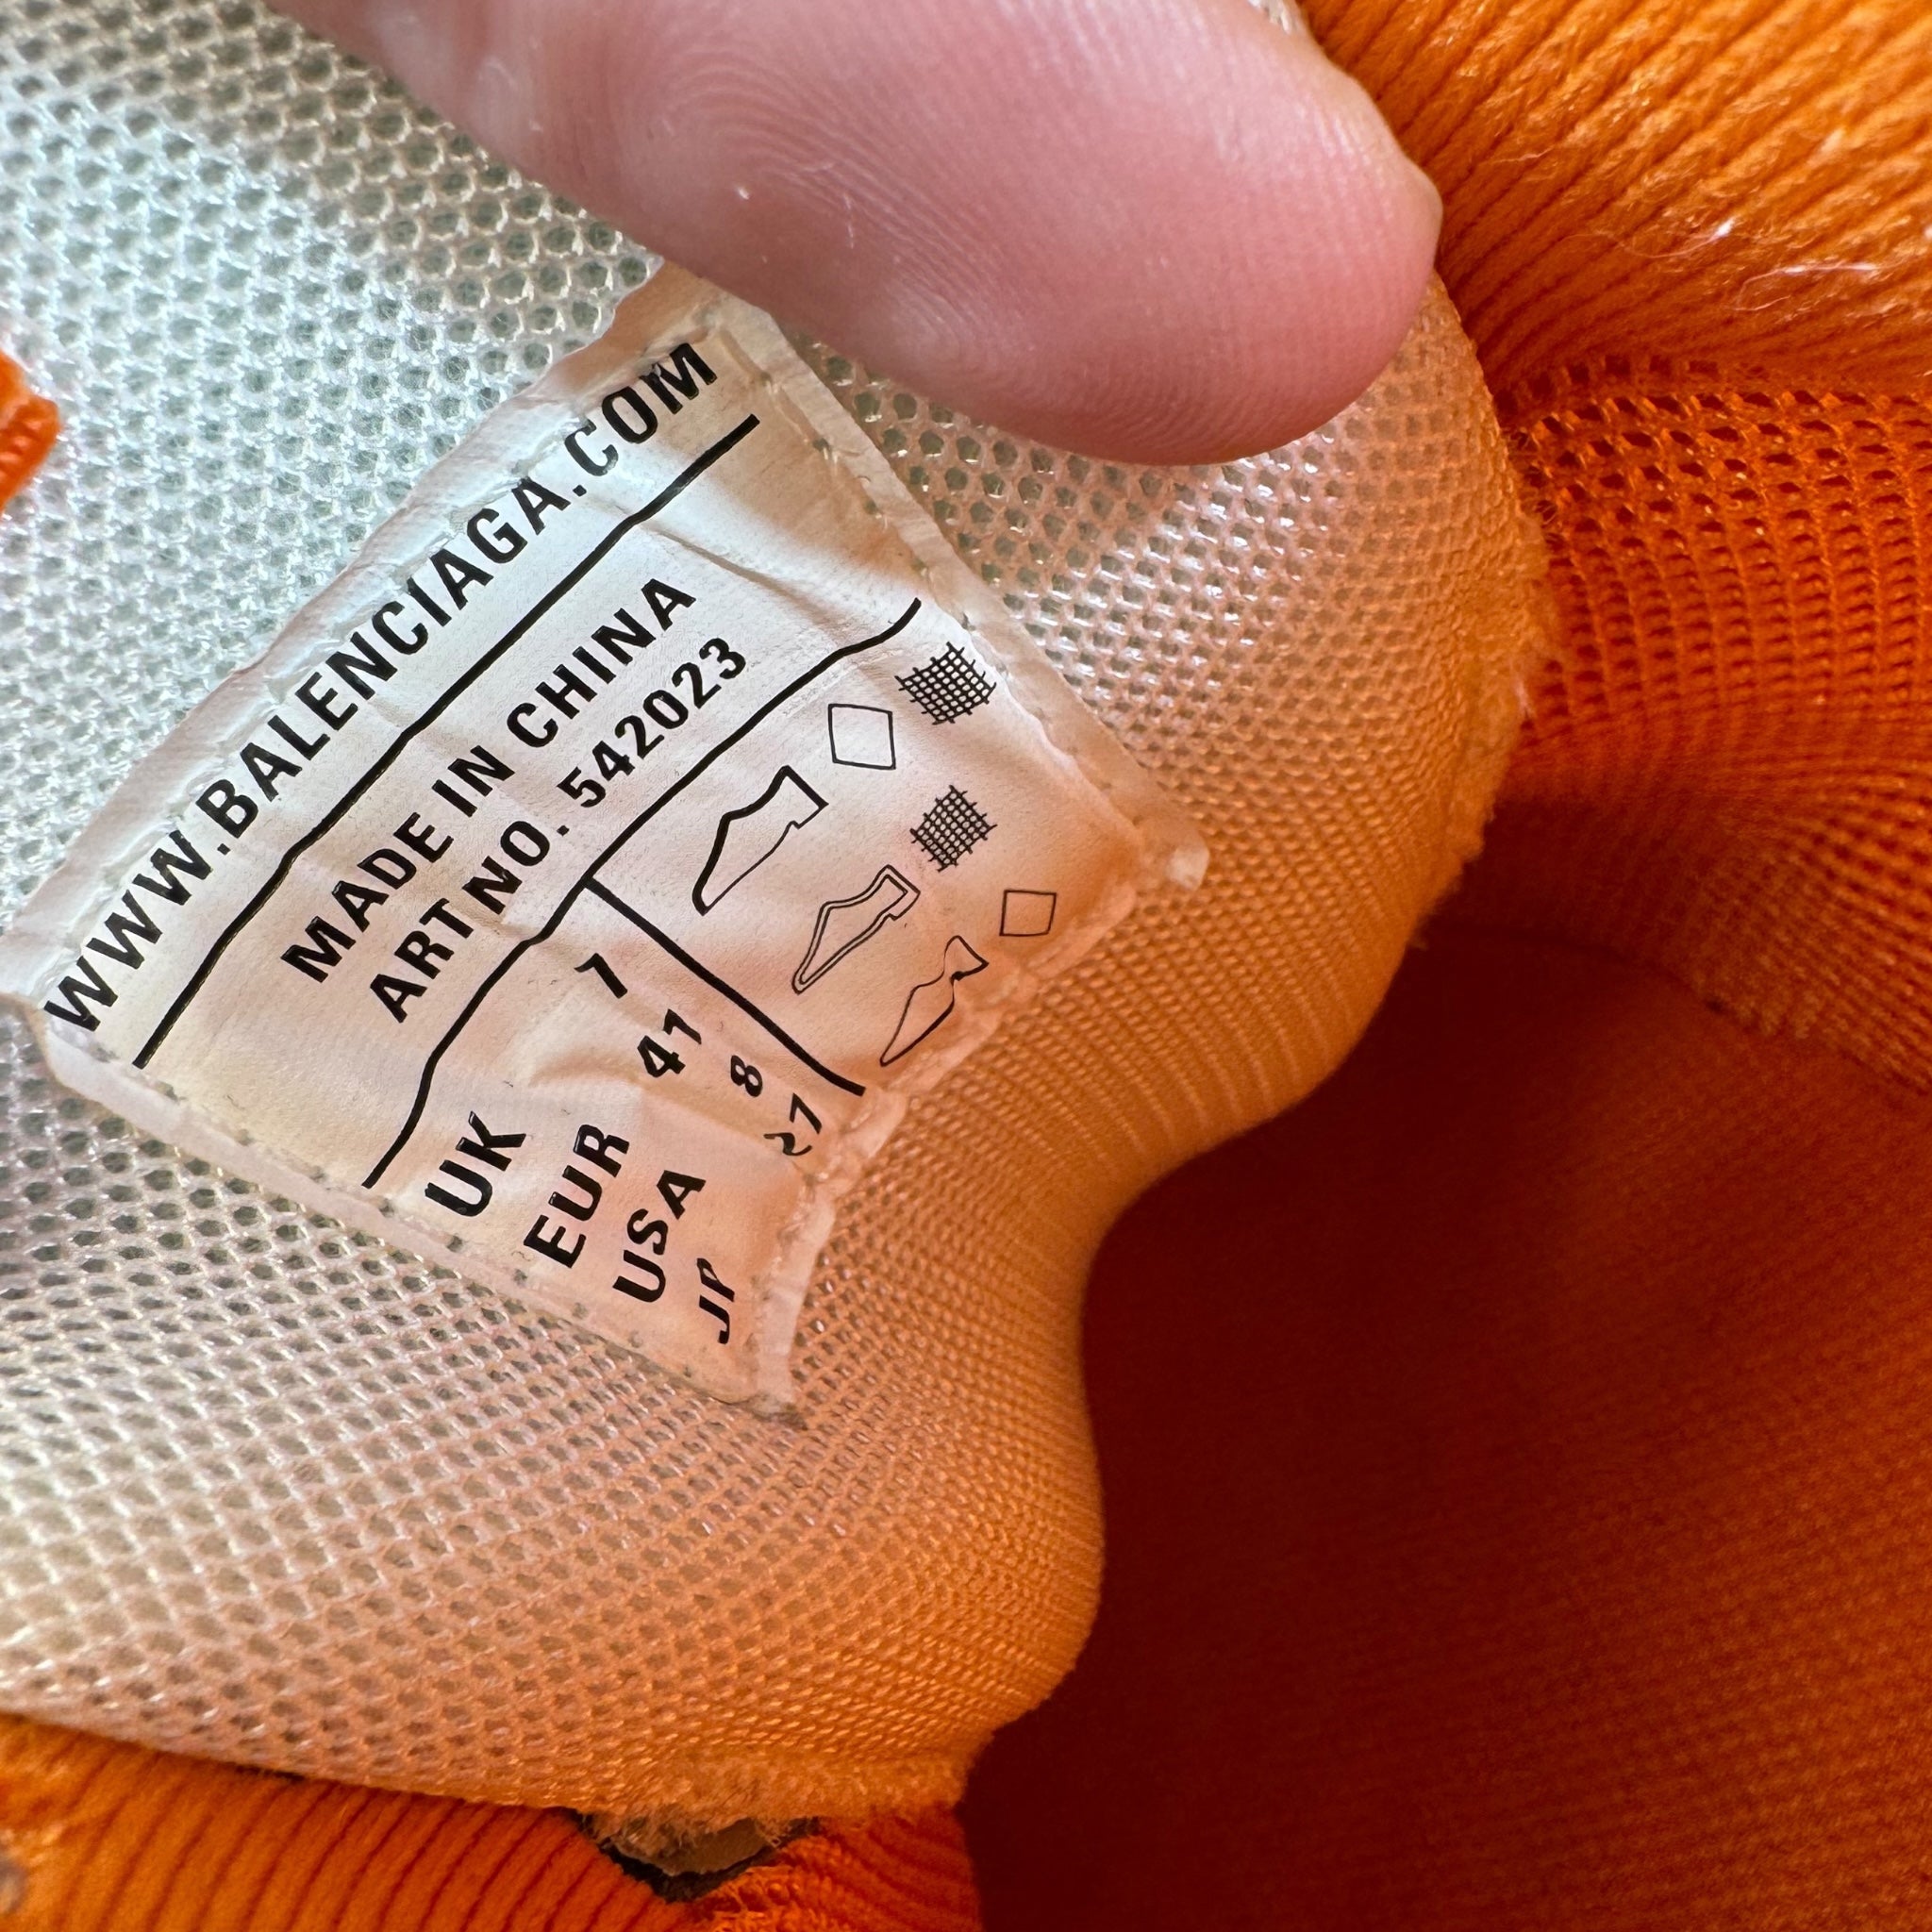 WWW.BALENCIAGA.COM
MADE IN CHINA
ART NO. 542023
UK 7
EUR 41
USA 8
JP 27